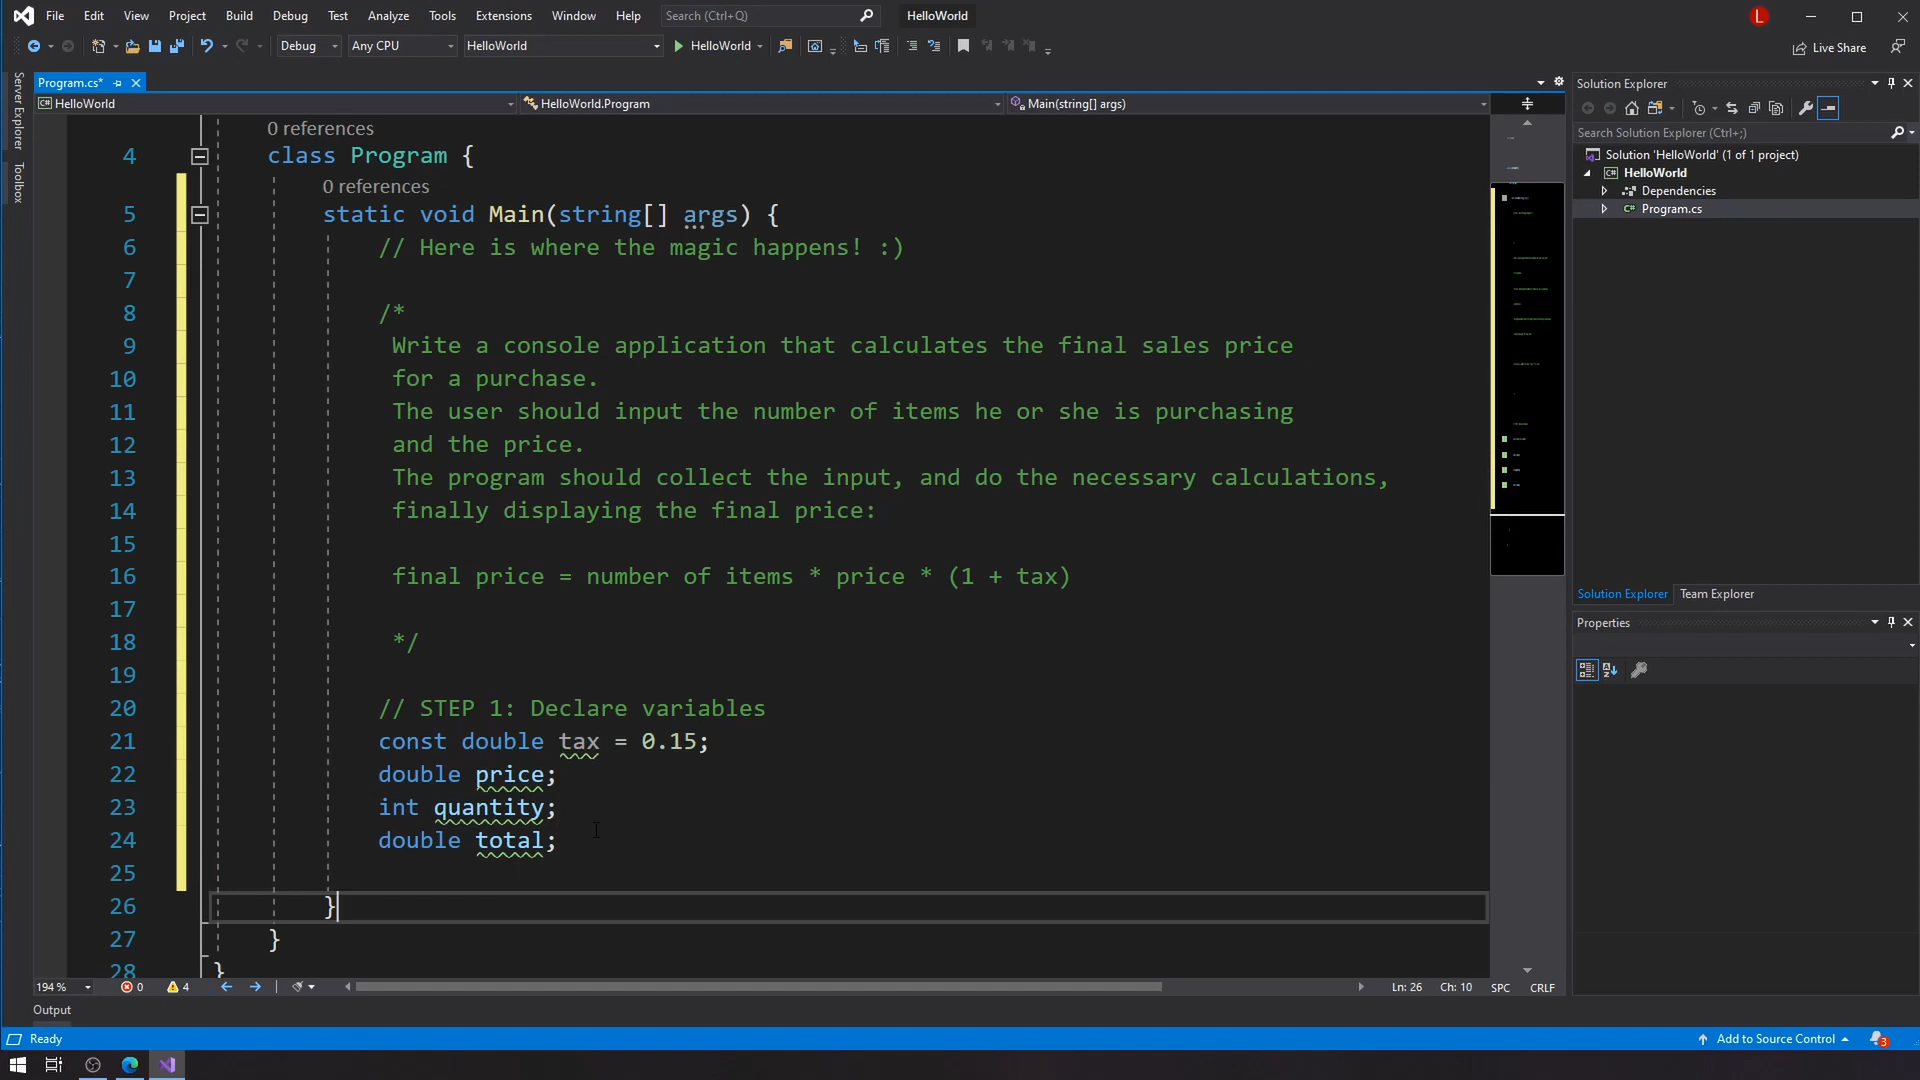 File Edit View Project Build Debug Test Analyze Tools Extensions Window Help Search (Ctrl+Q) HelloWorld L
Debug Any CPU HelloWorld HelloWorld Live Share
Server Explorer
Toolbox
Program.cs*
HelloWorld HelloWorld.Program Main(string[] args)
0 references
4 class Program {
0 references
5 static void Main(string[] args) {
6 // Here is where the magic happens! :)
7
8 /*
9 Write a console application that calculates the final sales price
10 for a purchase.
11 The user should input the number of items he or she is purchasing
12 and the price.
13 The program should collect the input, and do the necessary calculations,
14 finally displaying the final price:
15
16 final price = number of items * price * (1 + tax)
17
18 */
19
20 // STEP 1: Declare variables
21 const double tax = 0.15;
22 double price;
23 int quantity;
24 double total;
25
26 }
27 }
28 }
194 % 0 4 Ln: 26 Ch: 10 SPC CRLF
Output
Solution Explorer
Search Solution Explorer (Ctrl+;)
Solution 'HelloWorld' (1 of 1 project)
HelloWorld
Dependencies
Program.cs
Solution Explorer Team Explorer
Properties
Ready Add to Source Control 3